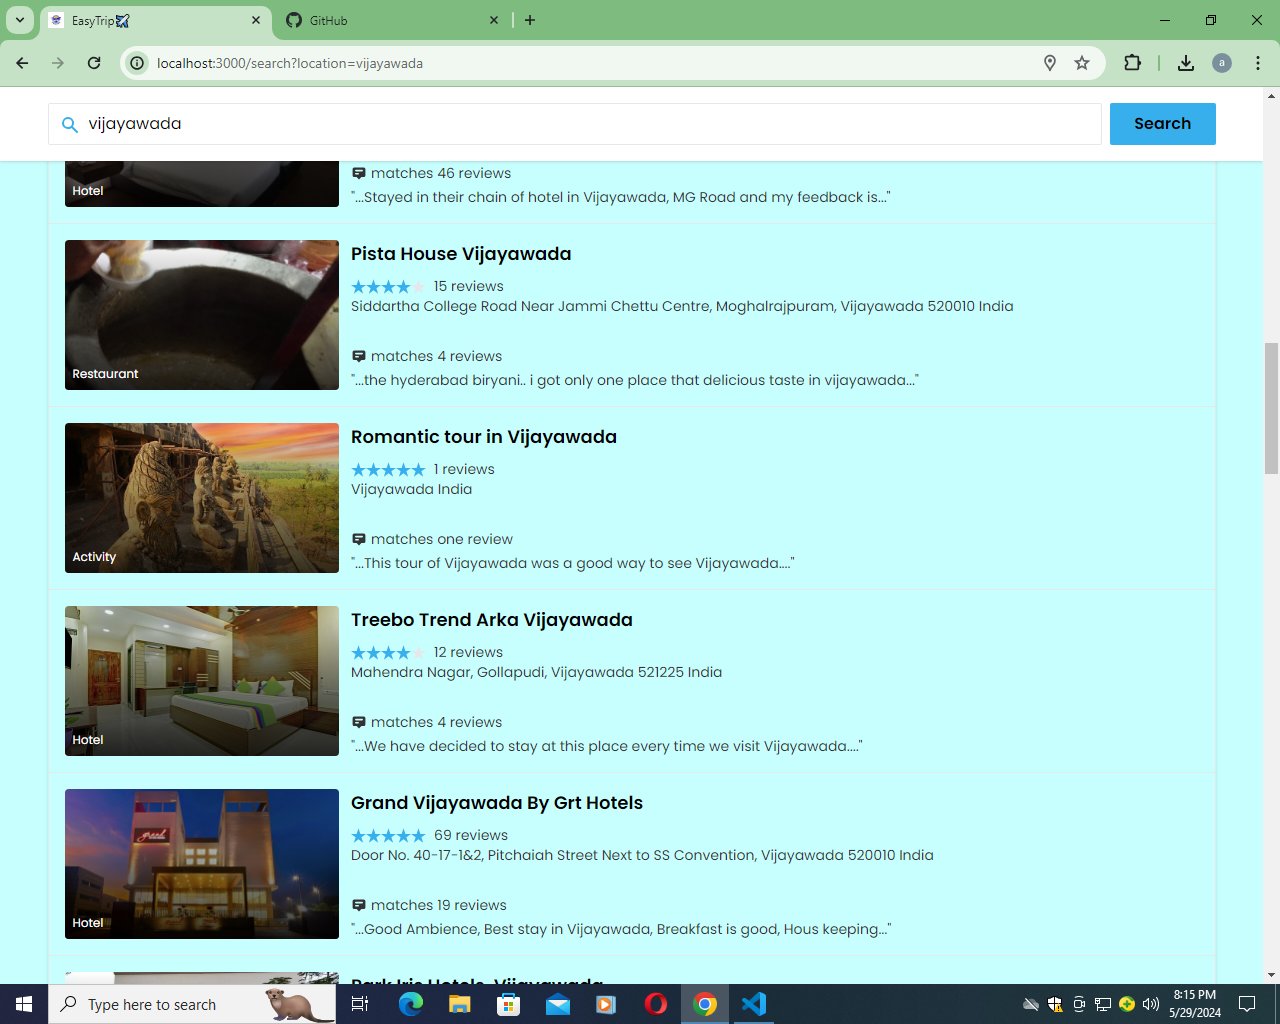 EasyTrip
GitHub
localhost:3000/search?location=vijayawada
a
vijayawada
Search
Hotel
matches 46 reviews
"...Stayed in their chain of hotel in Vijayawada, MG Road and my feedback is..."
Pista House Vijayawada
15 reviews
Siddartha College Road Near Jammi Chettu Centre, Moghalrajpuram, Vijayawada 520010 India
matches 4 reviews
"...the hyderabad biryani.. i got only one place that delicious taste in vijayawada..."
Restaurant
Romantic tour in Vijayawada
1 reviews
Vijayawada India
matches one review
"...This tour of Vijayawada was a good way to see Vijayawada...."
Activity
Treebo Trend Arka Vijayawada
12 reviews
Mahendra Nagar, Gollapudi, Vijayawada 521225 India
matches 4 reviews
"...We have decided to stay at this place every time we visit Vijayawada...."
Hotel
Grand Vijayawada By Grt Hotels
69 reviews
Door No. 40-17-1&2, Pitchaiah Street Next to SS Convention, Vijayawada 520010 India
matches 19 reviews
"...Good Ambience, Best stay in Vijayawada, Breakfast is good, Hous keeping..."
grand
Hotel
Park Iris Hotels, Vijayawada
Type here to search
8:15 PM
5/29/2024